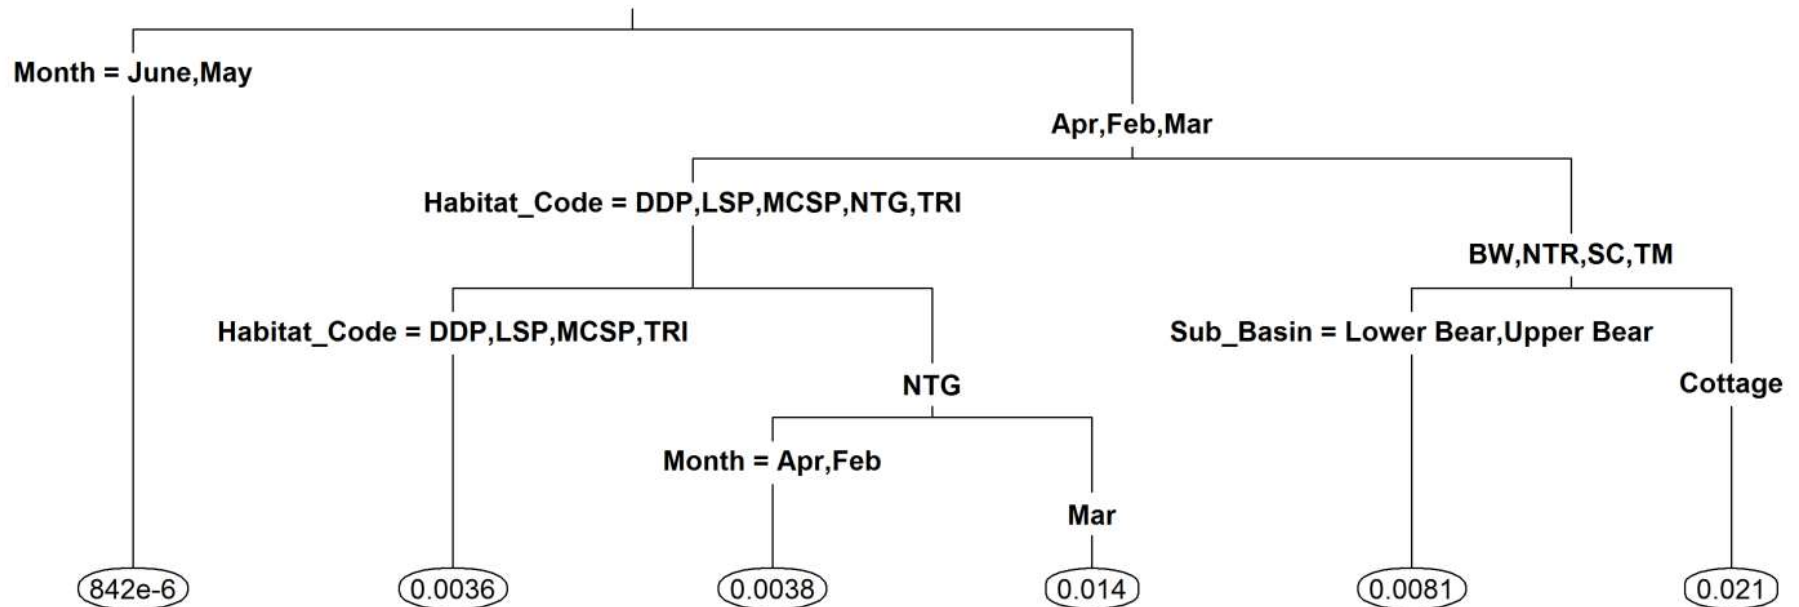 Month = June,May
Apr,Feb,Mar
Habitat_Code = DDP,LSP,MCSP,NTG,TRI
BW,NTR,SC,TM
Habitat_Code = DDP,LSP,MCSP,TRI
Sub_Basin = Lower Bear,Upper Bear
NTG
Cottage
Month = Apr,Feb
Mar
842e-6
0.0036
0.0038
0.014
0.0081
0.021